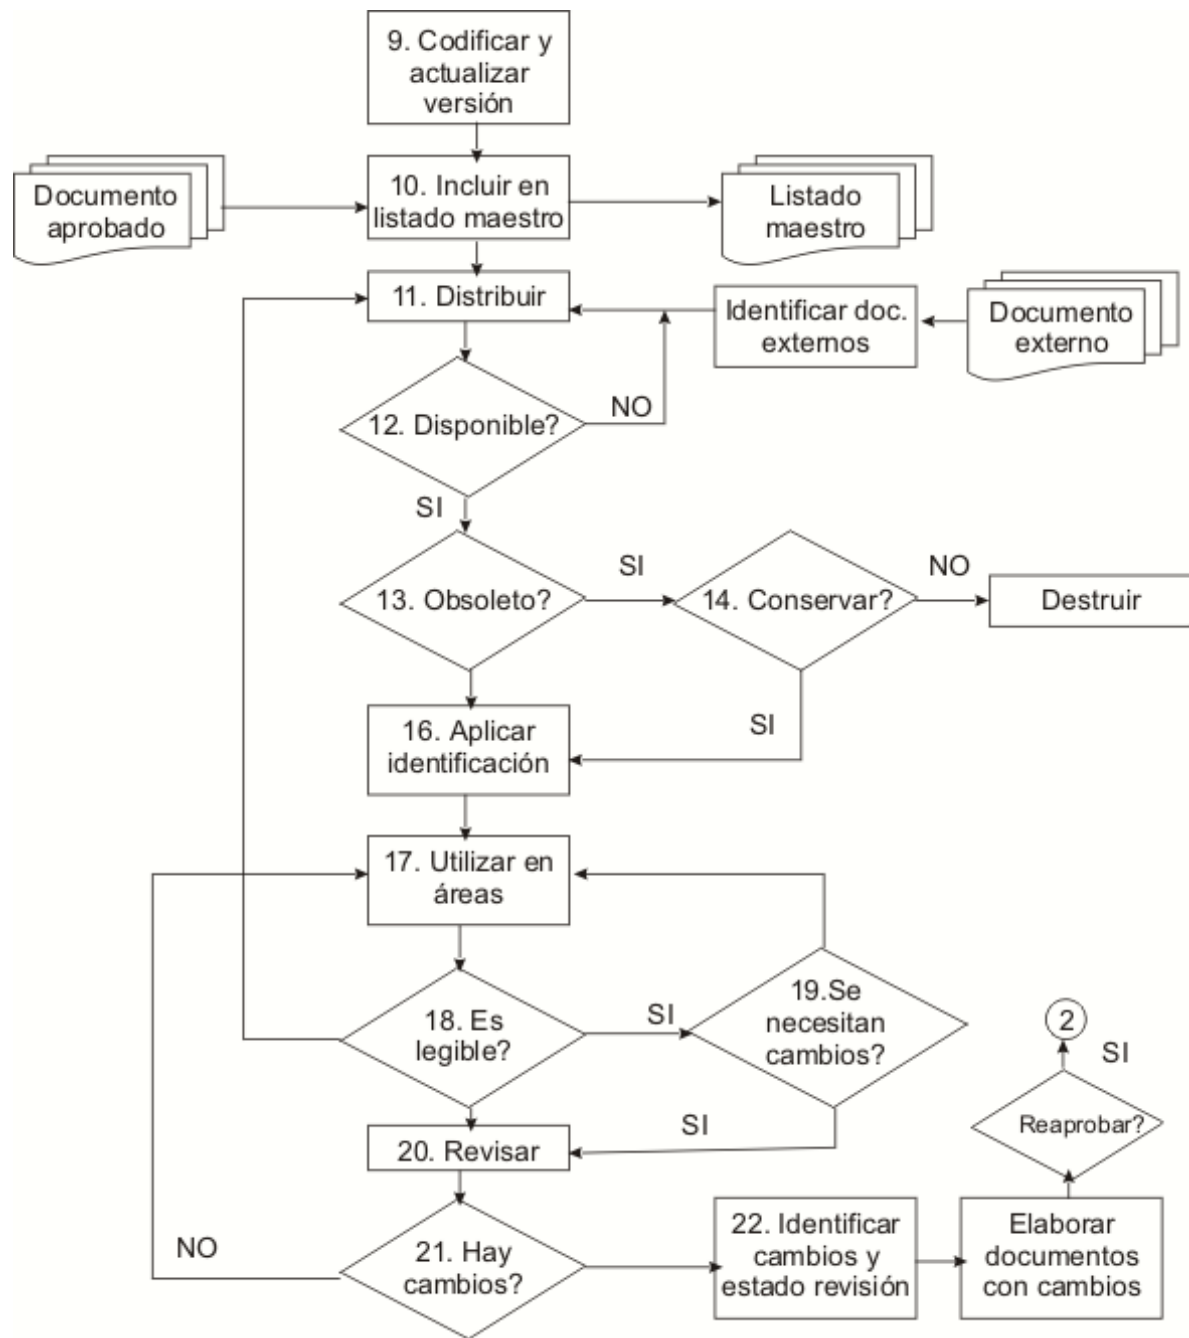 9. Codificar y
actualizar
versión
Documento
aprobado
10. Incluir en
listado maestro
Listado
maestro
11. Distribuir
Identificar doc.
externos
Documento
externo
12. Disponible?
NO
SI
13. Obsoleto?
SI
14. Conservar?
NO
Destruir
16. Aplicar
identificación
SI
17. Utilizar en
áreas
18. Es
legible?
SI
19.Se
necesitan
cambios?
2
SI
Reaprobar?
20. Revisar
SI
NO
21. Hay
cambios?
22. Identificar
cambios y
estado revisión
Elaborar
documentos
con cambios